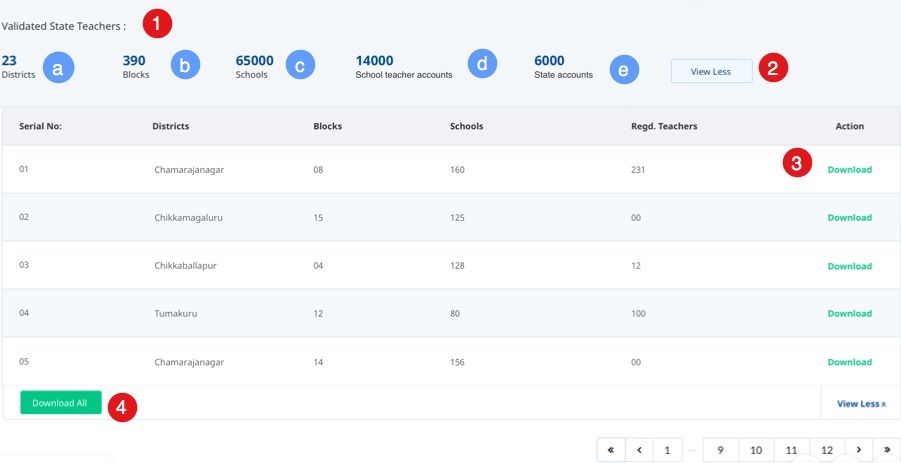 Validated State Teachers : 1
23 390 65000 14000 6000
Districts a Blocks b Schools c School teacher accounts d State accounts e View Less 2
Serial No: Districts Blocks Schools Regd. Teachers Action
01 Chamarajanagar 08 160 231 3 Download
02 Chikkamagaluru 15 125 00 Download
03 Chikkaballapur 04 128 12 Download
04 Tumakuru 12 80 100 Download
05 Chamarajanagar 14 156 00 Download
Download All 4 View Less
« ‹ 1 ... 9 10 11 12 › »